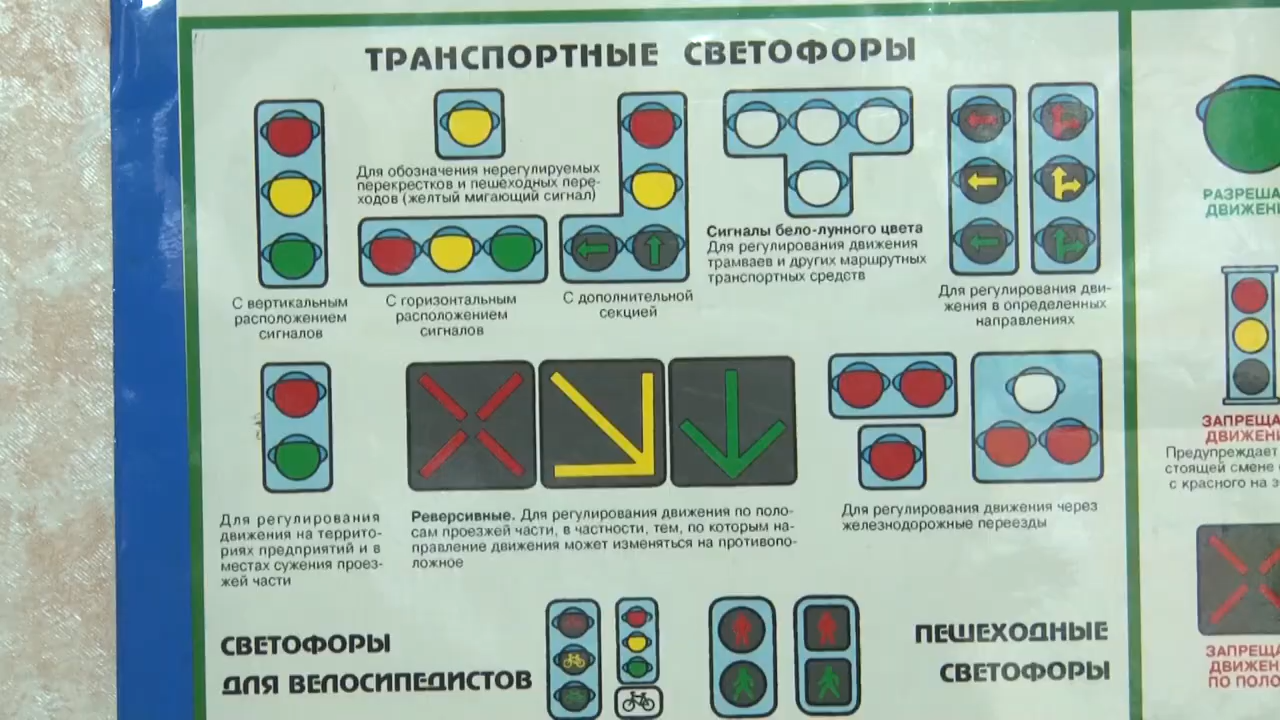 ТРАНСПОРТНЫЕ СВЕТОФОРЫ
Для обозначения нерегулируемых
перекрестков и пешеходных пере-
ходов (желтый мигающий сигнал)
С вертикальным
расположением
сигналов
С горизонтальным
расположением
сигналов
С дополнительной
секцией
Сигналы бело-лунного цвета
Для регулирования движения
трамваев и других маршрутных
транспортных средств
Для регулирования дви-
жения в определенных
направлениях
Для регулирования
движения на террито-
риях предприятий и в
местах сужения проез-
жей части
Реверсивные. Для регулирования движения по поло-
сам проезжей части, в частности, тем, по которым на-
правление движения может изменяться на противопо-
ложное
Для регулирования движения через
железнодорожные переезды
СВЕТОФОРЫ
ДЛЯ ВЕЛОСИПЕДИСТОВ
ПЕШЕХОДНЫЕ
СВЕТОФОРЫ
РАЗРЕША
ДВИЖЕНИ
ЗАПРЕЩА
ДВИЖЕНИ
Предупреждает
стоящей смене
с красного на з
ЗАПРЕЩА
ДВИЖЕН
ПО ПОЛО